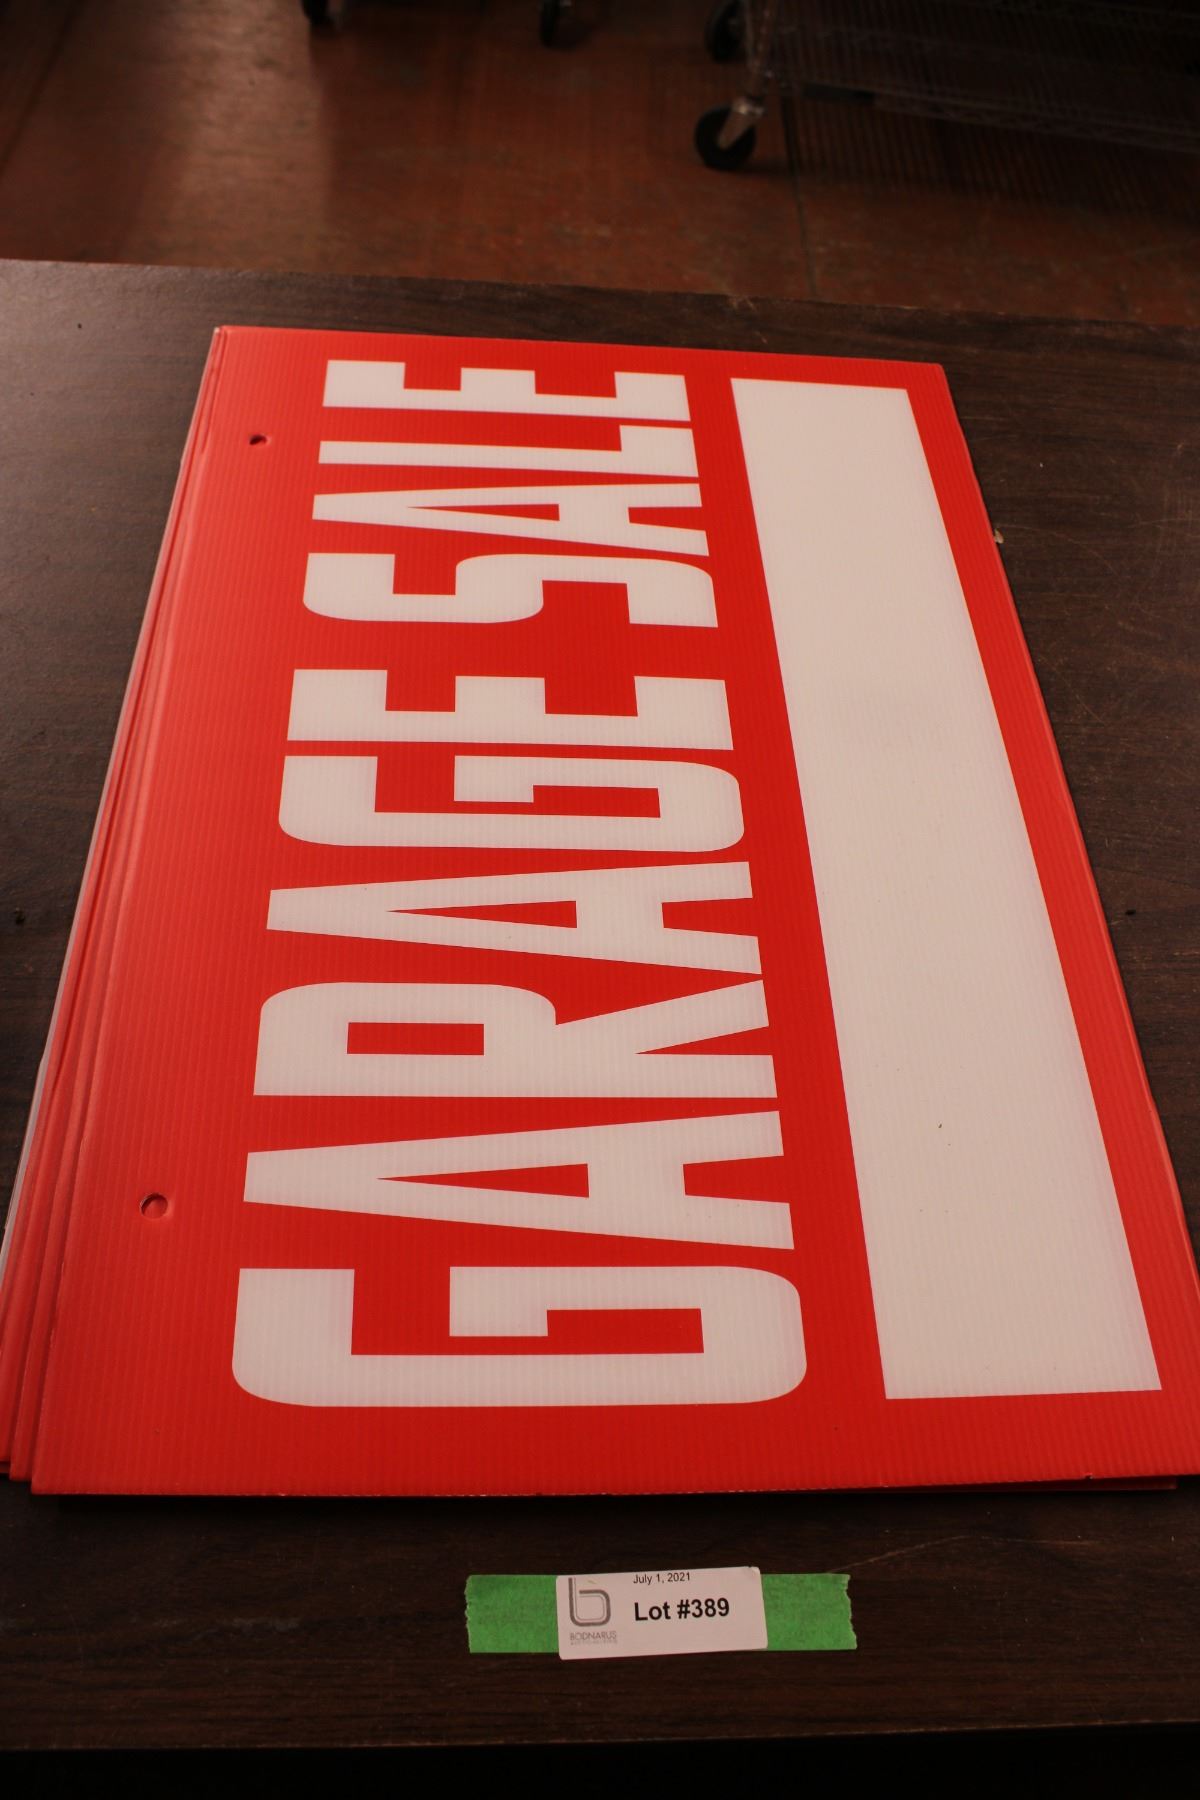 GARAGE SALE
July 1, 2021
Lot #389
BODNARUS